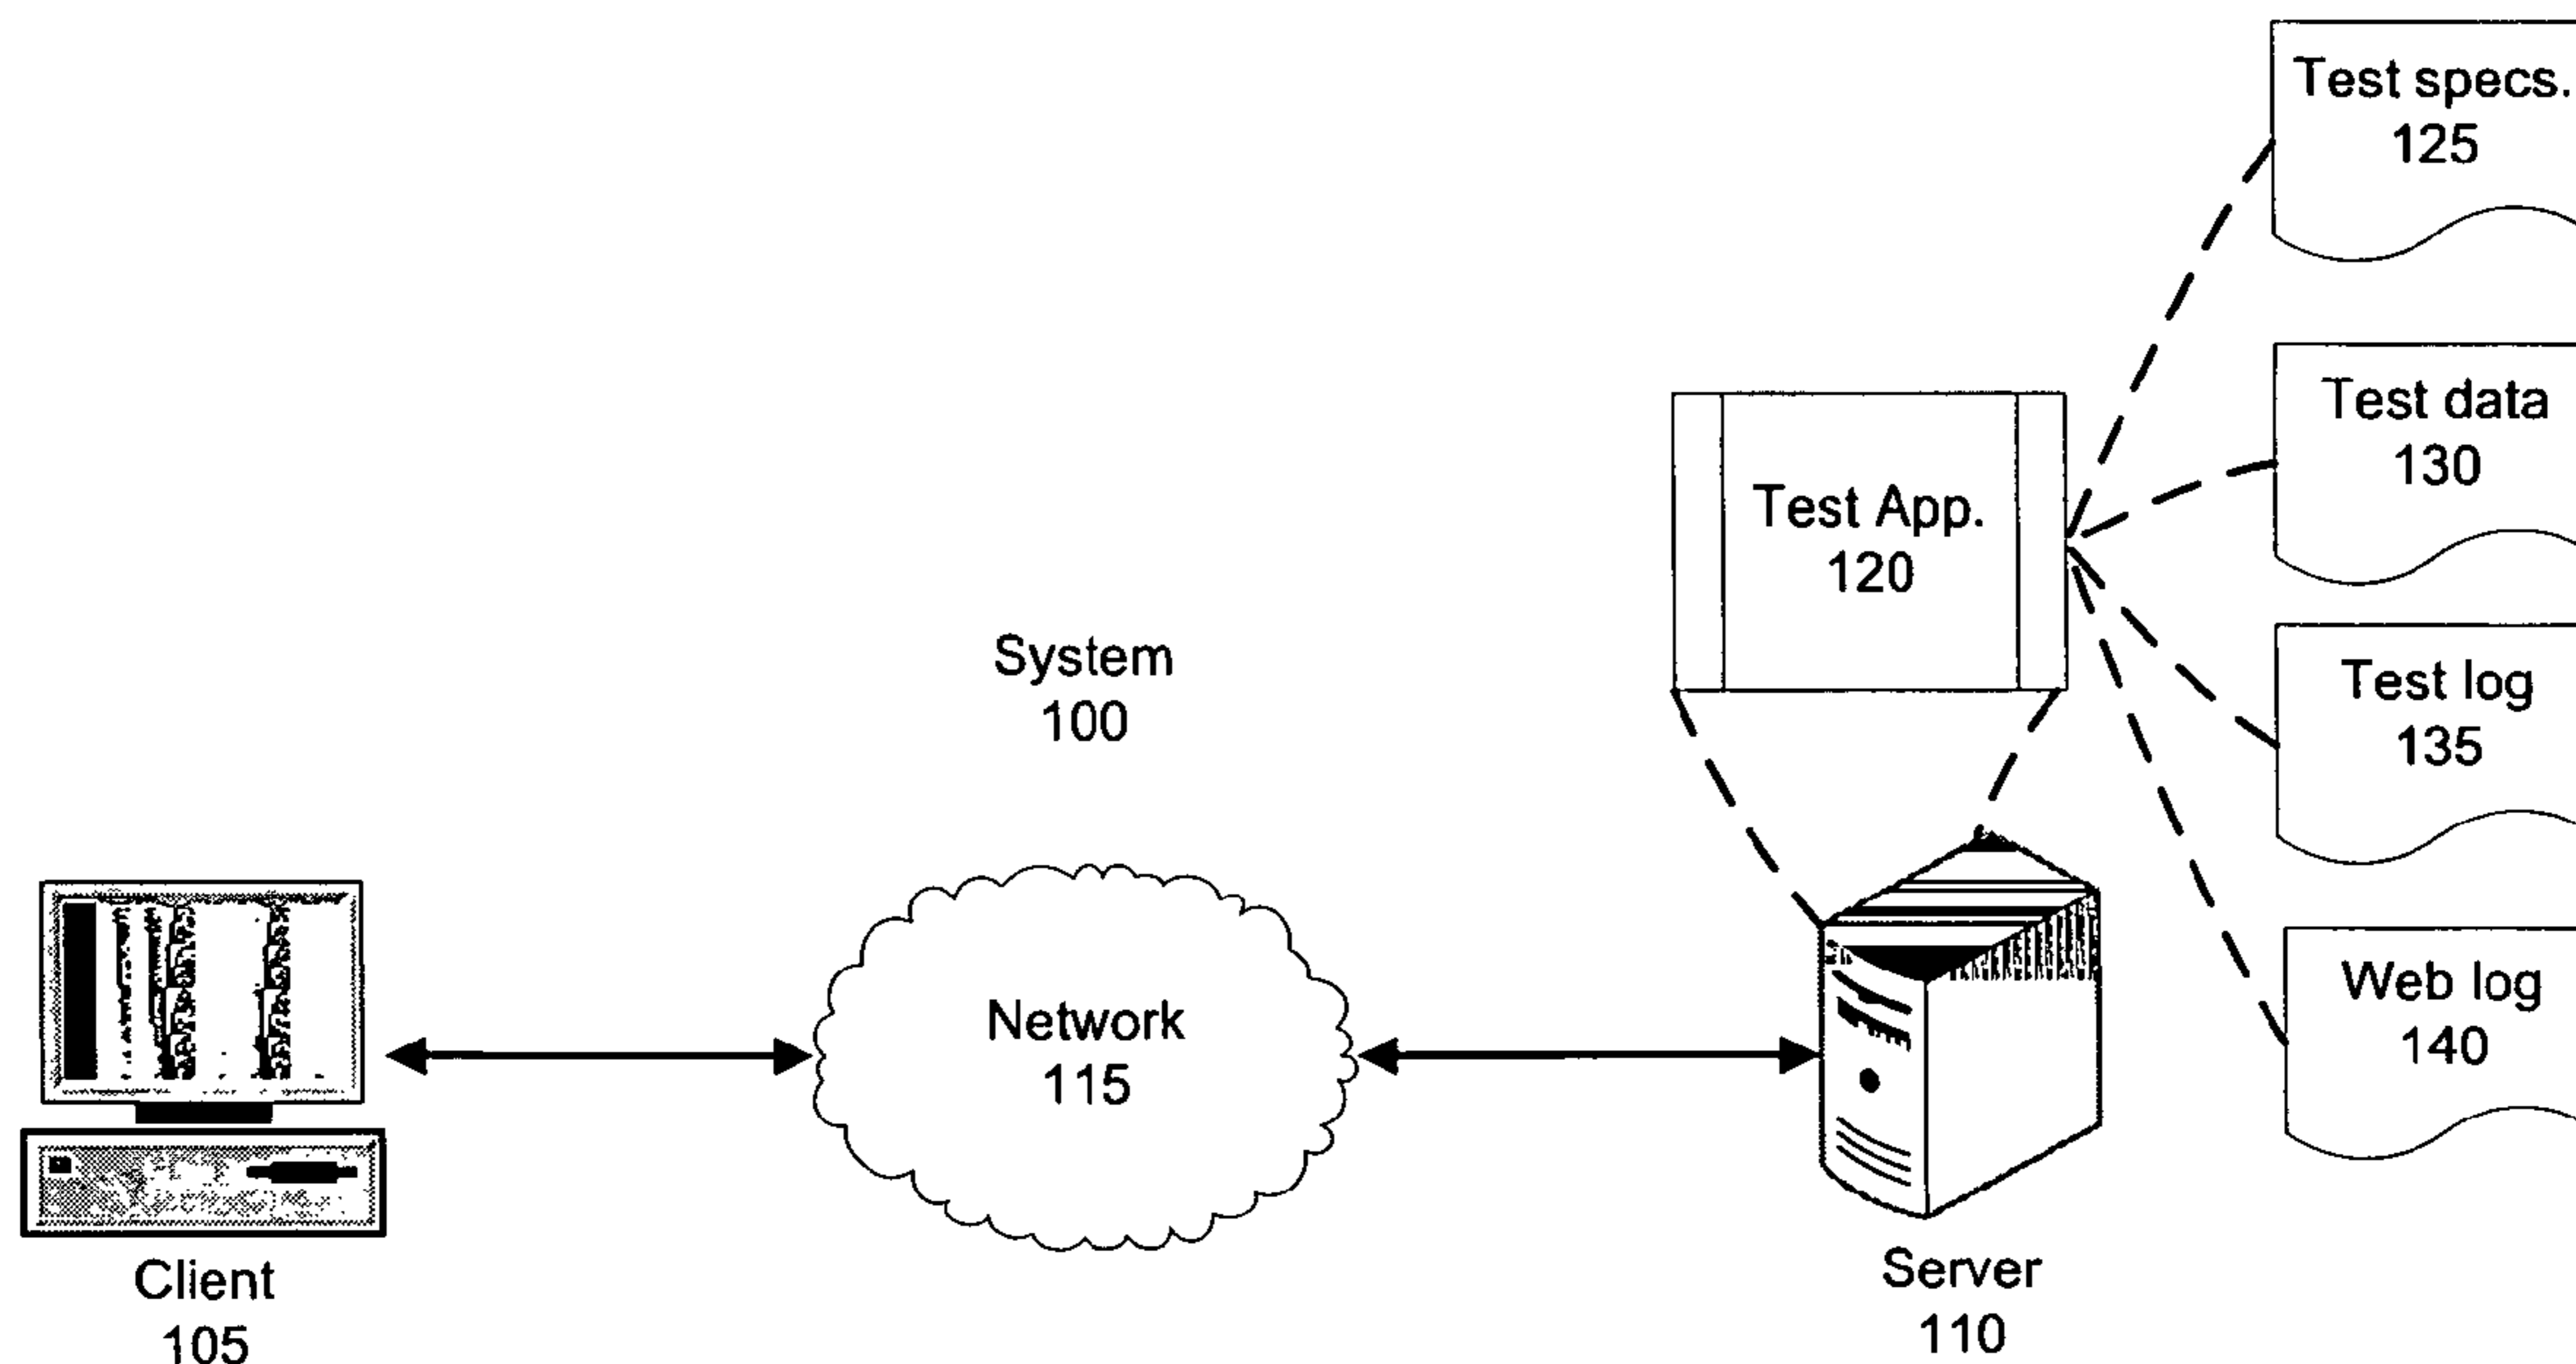 Test specs.
125
Test data
130
Test App.
120
System
100
Test log
135
Network
115
Web log
140
Client
105
Server
110